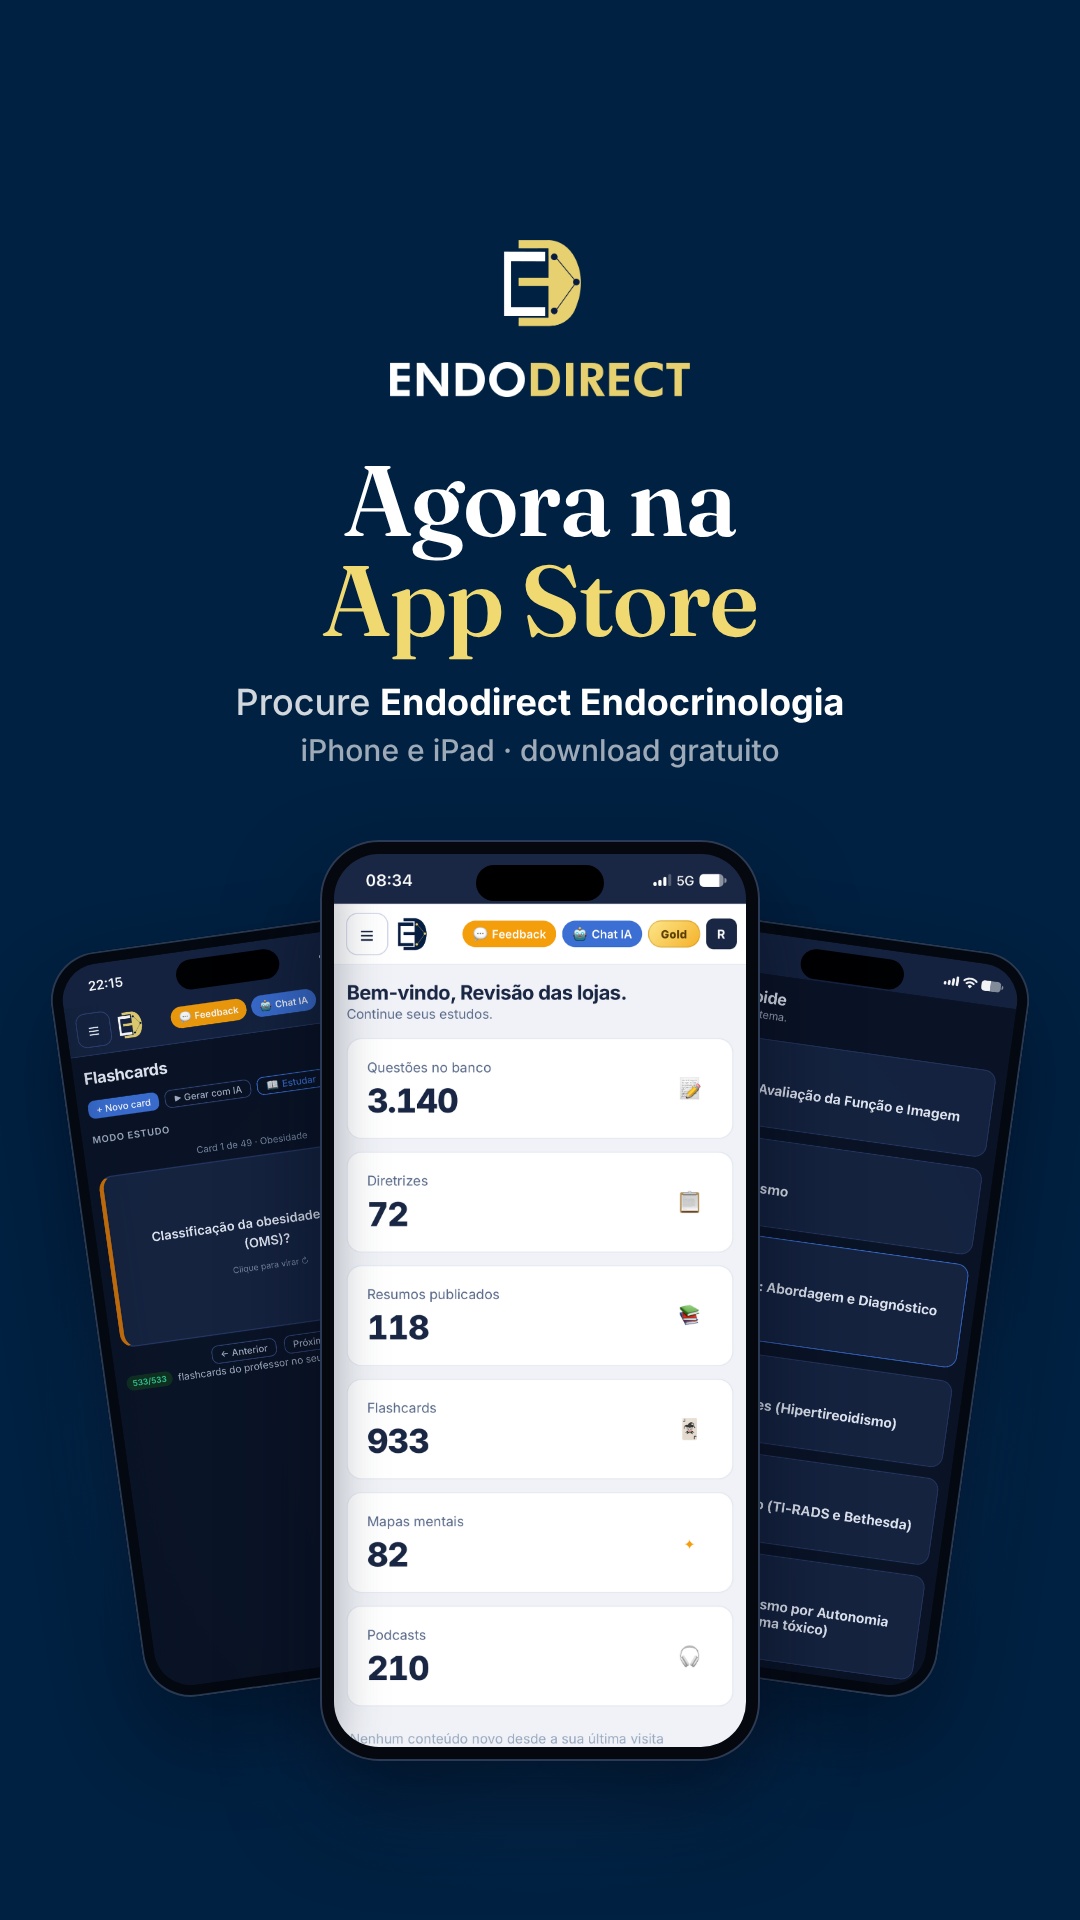 ENDODIRECT
Agora na
App Store
Procure Endodirect Endocrinologia
iPhone e iPad · download gratuito
22:15
Feedback
Chat IA
Flashcards
+ Novo card
▶ Gerar com IA
Estudar
MODO ESTUDO
Card 1 de 49 · Obesidade
Classificação da obesidade
(OMS)?
Clique para virar
← Anterior
533/533 flashcards do professor no
08:34
5G
Feedback
Chat IA
Gold
R
Bem-vindo, Revisão das lojas.
Continue seus estudos.
Questões no banco
3.140
Diretrizes
72
Resumos publicados
118
Flashcards
933
Mapas mentais
82
Podcasts
210
Nenhum conteúdo novo desde a sua última visita
Avaliação da Função e Imagem
: Abordagem e Diagnóstico
(Hipertireoidismo)
(TI-RADS e Bethesda)
por Autonomia
tóxico)